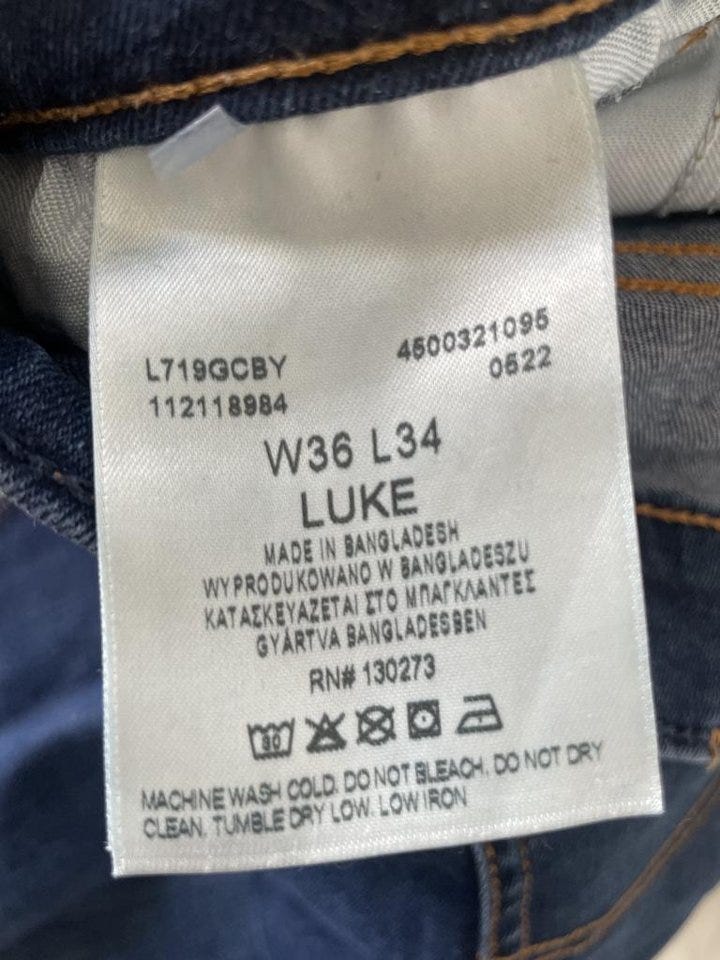 L719GCBY 4500321095
112118984 0522
W36 L34
LUKE
MADE IN BANGLADESH
WYPRODUKOWANO W BANGLADESZU
ΚΑΤΑΣΚΕΥΑΖΕΤΑΙ ΣΤΟ ΜΠΑΓΚΛΑΝΤΕΣ
GYÁRTVA BANGLADESBEN
RN# 130273
30
MACHINE WASH COLD. DO NOT BLEACH. DO NOT DRY
CLEAN. TUMBLE DRY LOW. LOW IRON